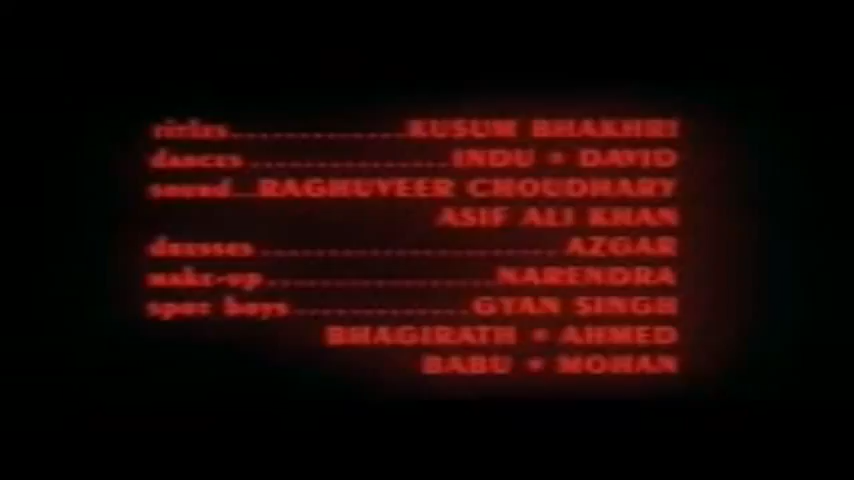 titles..............KUSUM BHAKHRI
dances ................INDU * DAVID
sound...RAGHUVEER CHOUDHARY
ASIF ALI KHAN
dresses........................AZGAR
make-up..................NARENDRA
spot boys..............GYAN SINGH
BHAGIRATH * AHMED
BABU * MOHAN